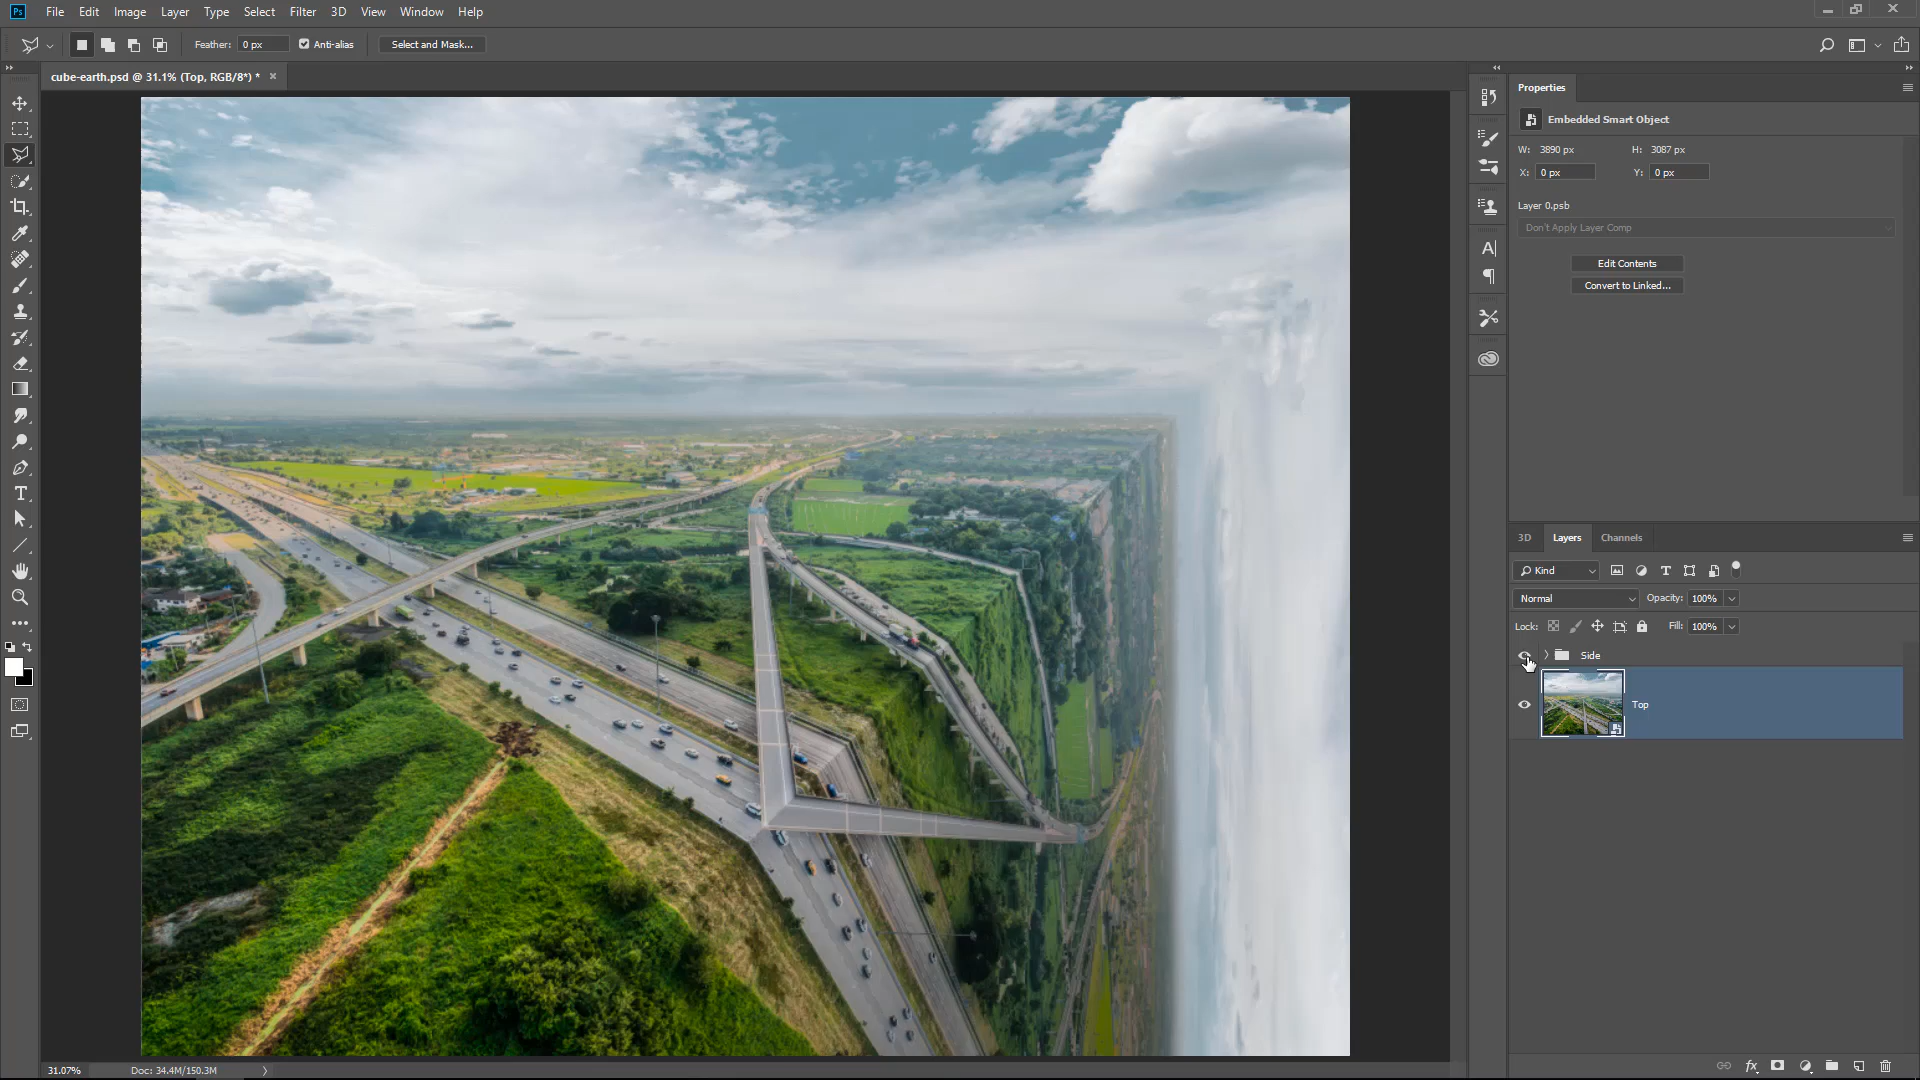 Ps File Edit Image Layer Type Select Filter 3D View Window Help
Feather: 0 px Anti-alias Select and Mask...
cube-earth.psd @ 31.1% (Top, RGB/8*) *
Properties
Embedded Smart Object
W: 3890 px H: 3087 px
X: 0 px Y: 0 px
Layer 0.psb
Don't Apply Layer Comp
Edit Contents
Convert to Linked...
3D Layers Channels
Kind
Normal Opacity: 100%
Lock: Fill: 100%
Side
Top
31.07% Doc: 34.4M/150.3M